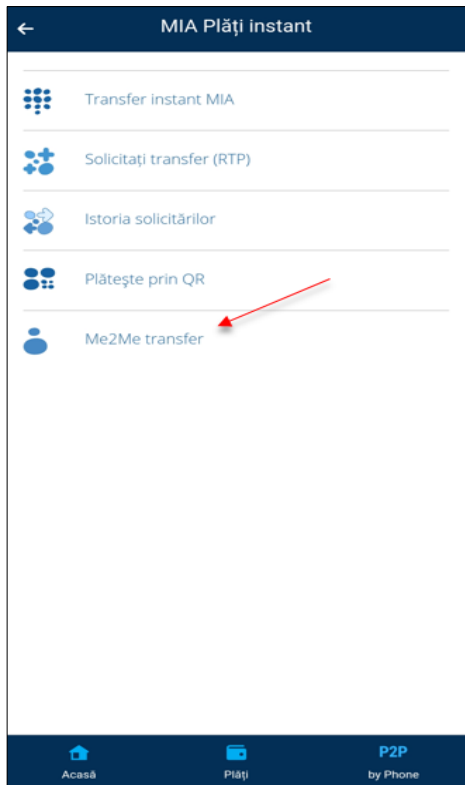 MIA Plăți instant
Transfer instant MIA
Solicitați transfer (RTP)
Istoria solicitărilor
Plăteşte prin QR
Me2Me transfer
P2P
Acasă
Plăți
by Phone